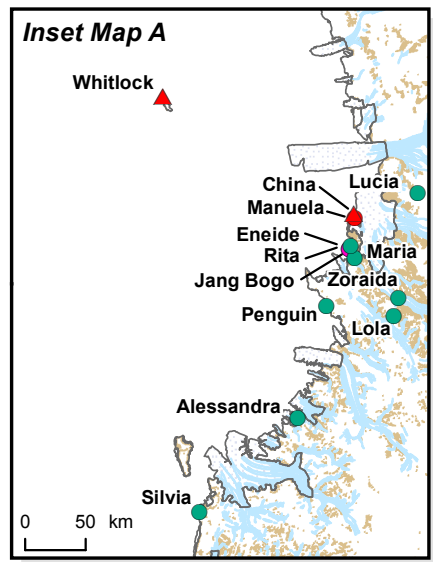 Inset Map A
Whitlock
Lucia
China
Manuela
Eneide
Rita
Maria
Jang Bogo
Zoraida
Penguin
Lola
Alessandra
Silvia
0 50 km